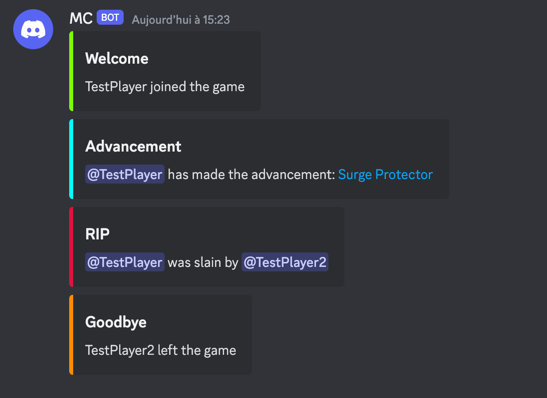 MC BOT Aujourd'hui à 15:23
Welcome
TestPlayer joined the game
Advancement
@TestPlayer has made the advancement: Surge Protector
RIP
@TestPlayer was slain by @TestPlayer2
Goodbye
TestPlayer2 left the game